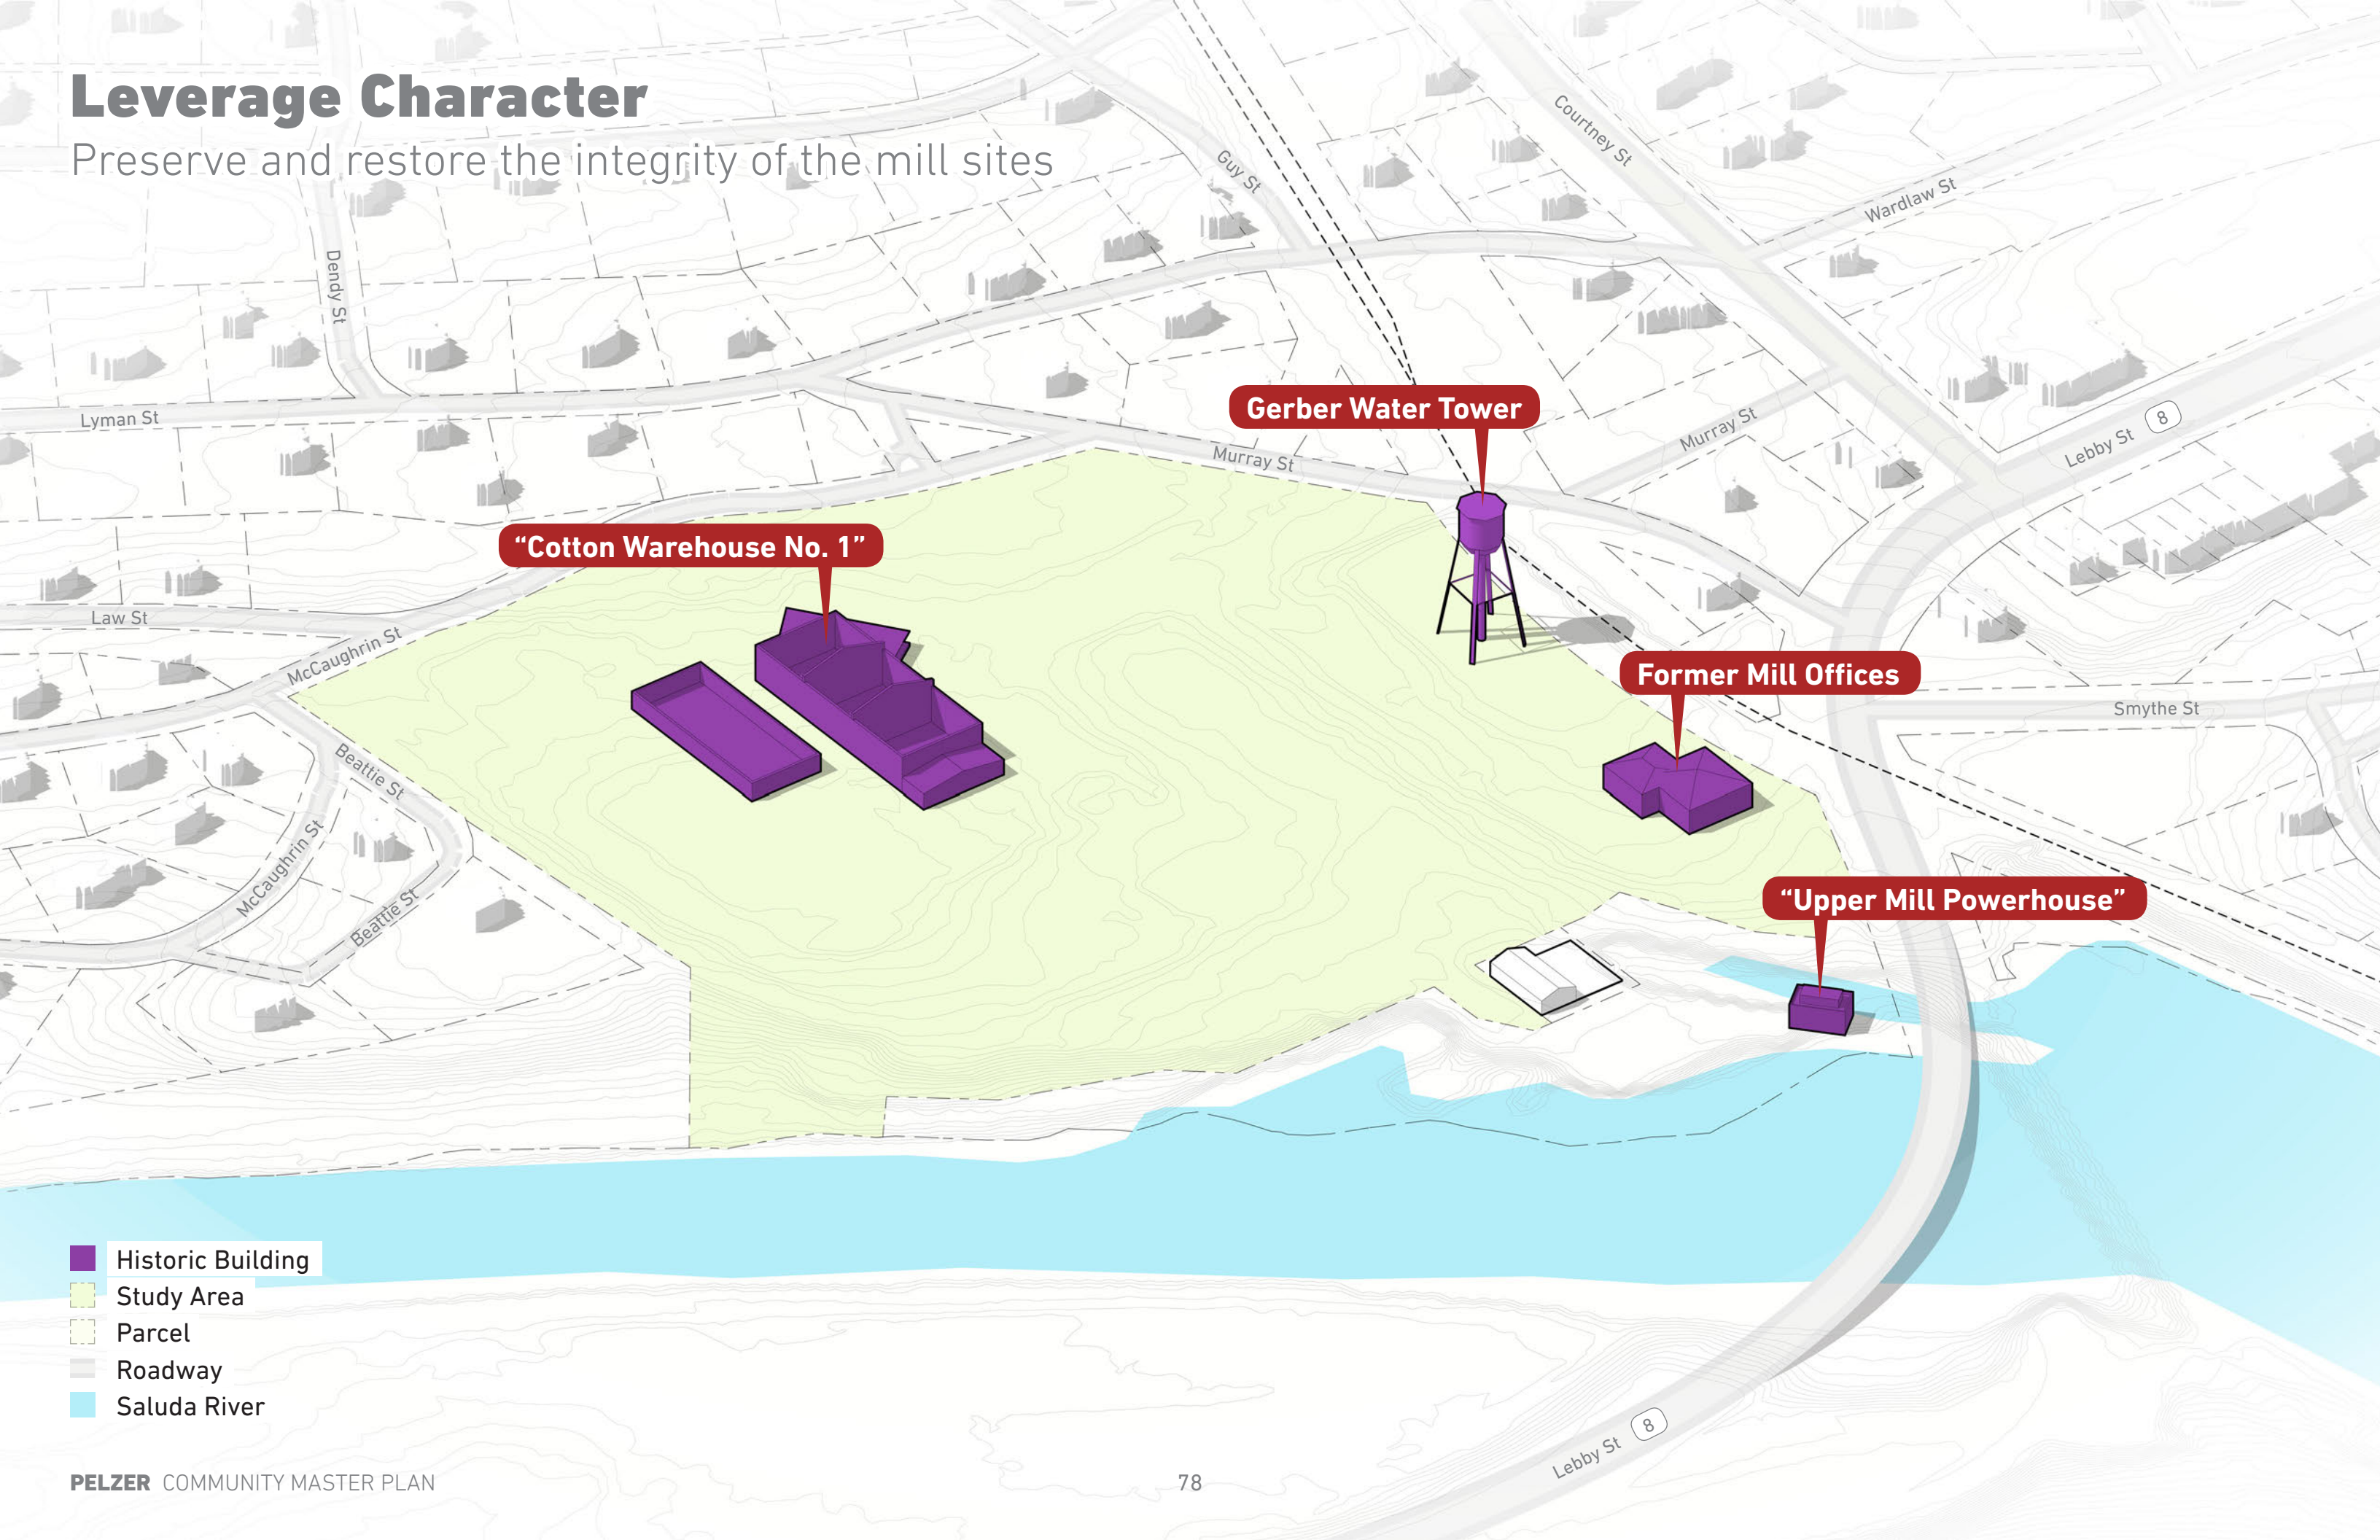 Leverage Character
Preserve and restore the integrity of the mill sites
Guy St
Courtney St
Wardlaw St
Dendy St
Lyman St
Gerber Water Tower
Murray St
Murray St
Lebby St 8
“Cotton Warehouse No. 1”
Law St
McCaughrin St
Former Mill Offices
Smythe St
Beattie St
McCaughrin St
Beattie St
“Upper Mill Powerhouse”
Historic Building
Study Area
Parcel
Roadway
Saluda River
Lebby St 8
PELZER COMMUNITY MASTER PLAN
78